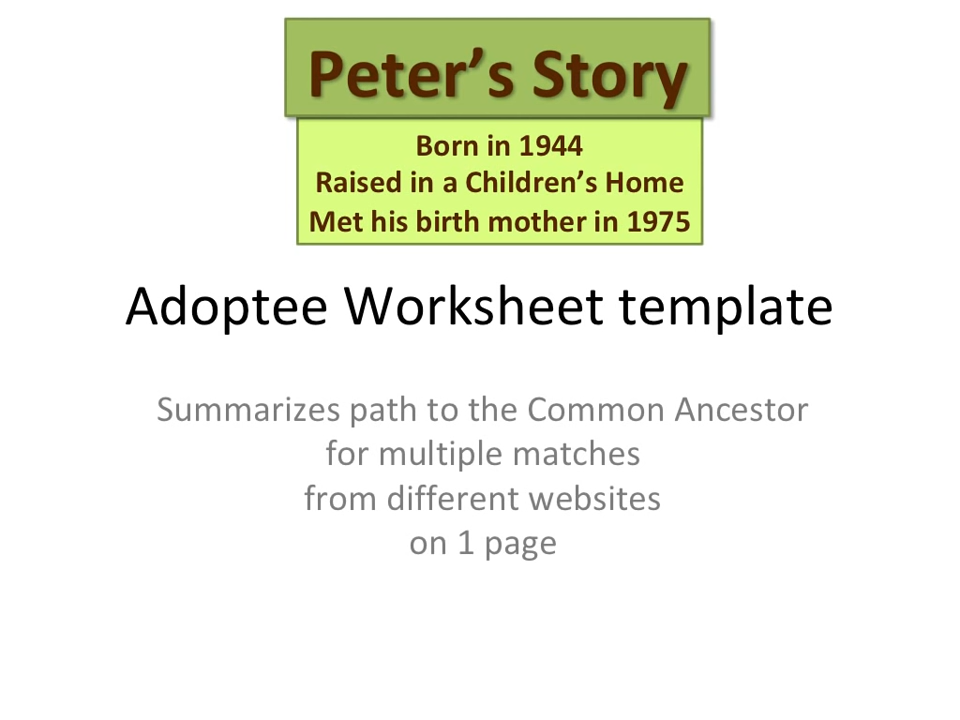 Peter’s Story
Born in 1944
Raised in a Children’s Home
Met his birth mother in 1975
Adoptee Worksheet template
Summarizes path to the Common Ancestor
for multiple matches
from different websites
on 1 page